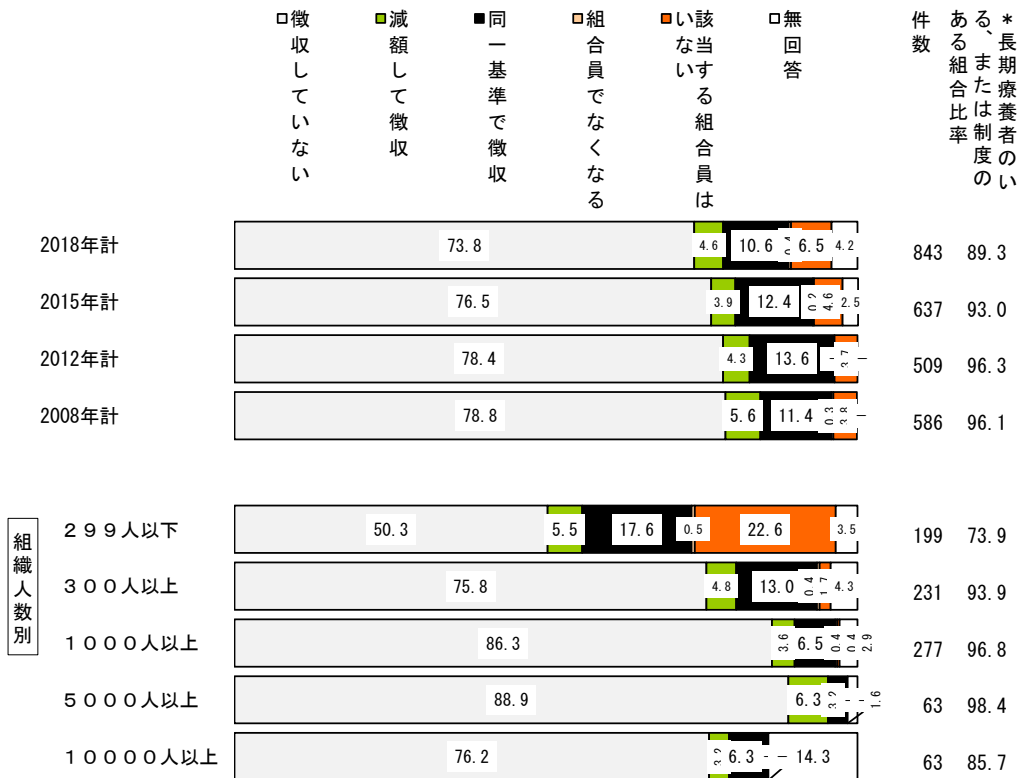 □徴収していない
■減額して徴収
■同一基準で徴収
■組合員でなくなる
■該当する組合員は
いない
□無回答
件数
＊長期療養者のい
る、または制度の
ある組合比率
2018年計 73.8 4.6 10.6 0.4 6.5 4.2 843 89.3
2015年計 76.5 3.9 12.4 0.2 4.6 2.5 637 93.0
2012年計 78.4 4.3 13.6 - 3.7 - 509 96.3
2008年計 78.8 5.6 11.4 0.3 3.8 - 586 96.1
組織人数別
２９９人以下 50.3 5.5 17.6 0.5 22.6 3.5 199 73.9
３００人以上 75.8 4.8 13.0 0.4 1.7 4.3 231 93.9
１０００人以上 86.3 3.6 6.5 0.4 0.4 2.9 277 96.8
５０００人以上 88.9 6.3 3.2 - - 1.6 63 98.4
１００００人以上 76.2 3.2 6.3 - - 14.3 63 85.7